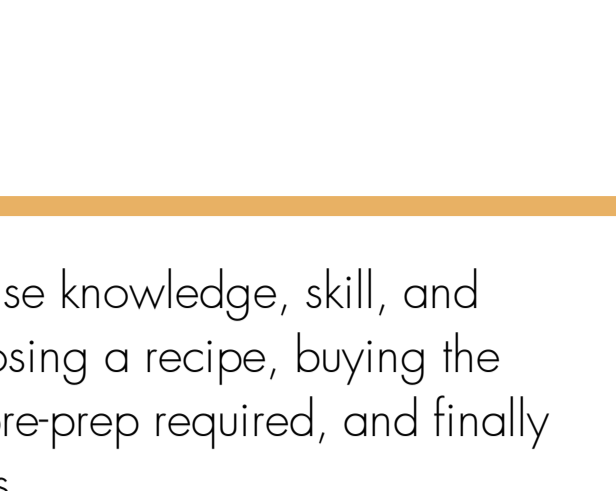 se knowledge, skill, and
osing a recipe, buying the
re-prep required, and finally
s